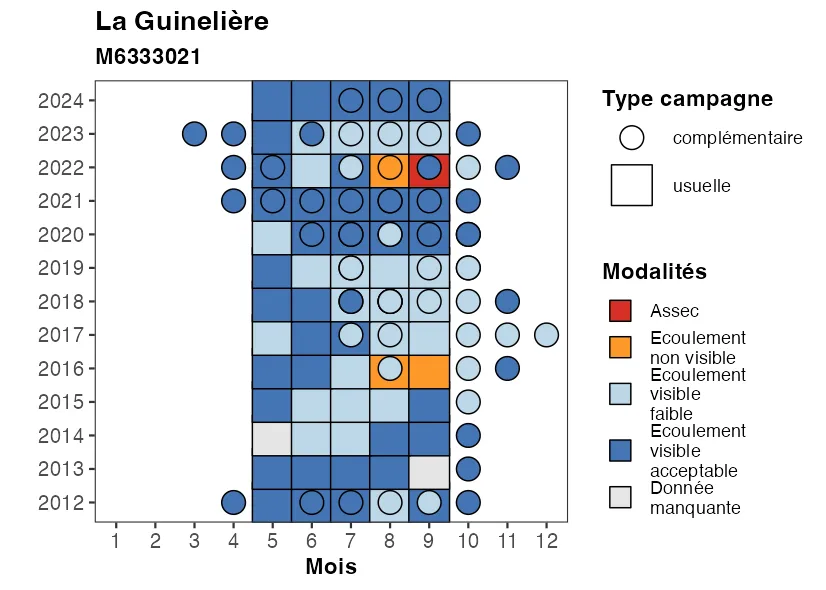 La Guinelière
M6333021
2024
2023
2022
2021
2020
2019
2018
2017
2016
2015
2014
2013
2012
1 2 3 4 5 6 7 8 9 10 11 12
Mois
Type campagne
complémentaire
usuelle
Modalités
Assec
Ecoulement
non visible
Ecoulement
visible
faible
Ecoulement
visible
acceptable
Donnée
manquante